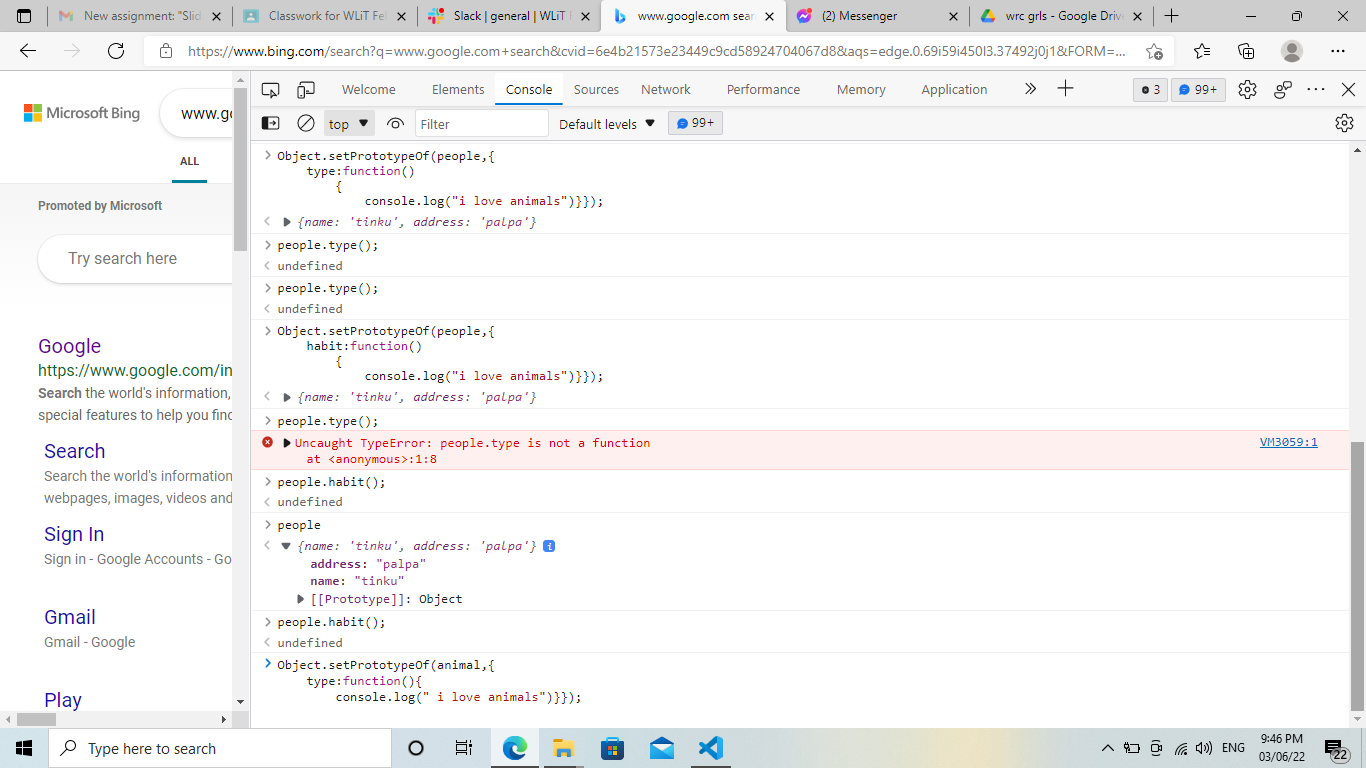 New assignment: "Slid
Classwork for WLiT Fe
Slack | general | WLiT
www.google.com sear
(2) Messenger
wrc grls - Google Drive
https://www.bing.com/search?q=www.google.com+search&cvid=6e4b21573e23449c9cd58924704067d8&aqs=edge.0.69i59i450l3.37492j0j1&FORM=...
Microsoft Bing
www.go
ALL
Promoted by Microsoft
Try search here
Google
https://www.google.com/in
Search the world's information,
special features to help you find
Search
Search the world's information
webpages, images, videos and
Sign In
Sign in - Google Accounts - Go
Gmail
Gmail - Google
Play
Welcome Elements Console Sources Network Performance Memory Application 3 99+
top Filter Default levels 99+
Object.setPrototypeOf(people,{
type:function()
{
console.log("i love animals")}});
{name: 'tinku', address: 'palpa'}
people.type();
undefined
people.type();
undefined
Object.setPrototypeOf(people,{
habit:function()
{
console.log("i love animals")}});
{name: 'tinku', address: 'palpa'}
people.type();
Uncaught TypeError: people.type is not a function VM3059:1
at <anonymous>:1:8
people.habit();
undefined
people
{name: 'tinku', address: 'palpa'} i
address: "palpa"
name: "tinku"
[[Prototype]]: Object
people.habit();
undefined
Object.setPrototypeOf(animal,{
type:function(){
console.log(" i love animals")}});
Type here to search
ENG
9:46 PM
03/06/22
22